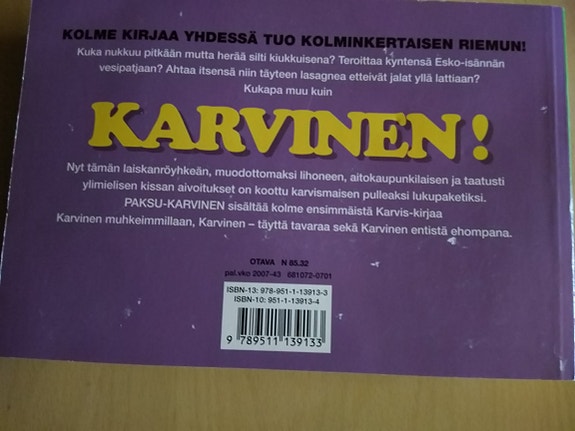 KOLME KIRJAA YHDESSÄ TUO KOLMINKERTAISEN RIEMUN!
Kuka nukkuu pitkään mutta herää silti kiukkuisena? Teroittaa kyntensä Esko-isännän
vesipatjaan? Ahtaa itsensä niin täyteen lasagnea etteivät jalat yllä lattiaan?
Kukapa muu kuin
KARVINEN!
Nyt tämän laiskanröyhkeän, muodottomaksi lihoneen, aitokaupunkilaisen ja taatusti
ylimielisen kissan aivoitukset on koottu karvismaisen pulleaksi lukupaketiksi.
PAKSU-KARVINEN sisältää kolme ensimmäistä Karvis-kirjaa
Karvinen muhkeimmillaan, Karvinen – täyttä tavaraa sekä Karvinen entistä ehompana.
OTAVA N 85.32
pal.vko 2007-43 681072-0701
ISBN-13: 978-951-1-13913-3
ISBN-10: 951-1-13913-4
9 789511 139133